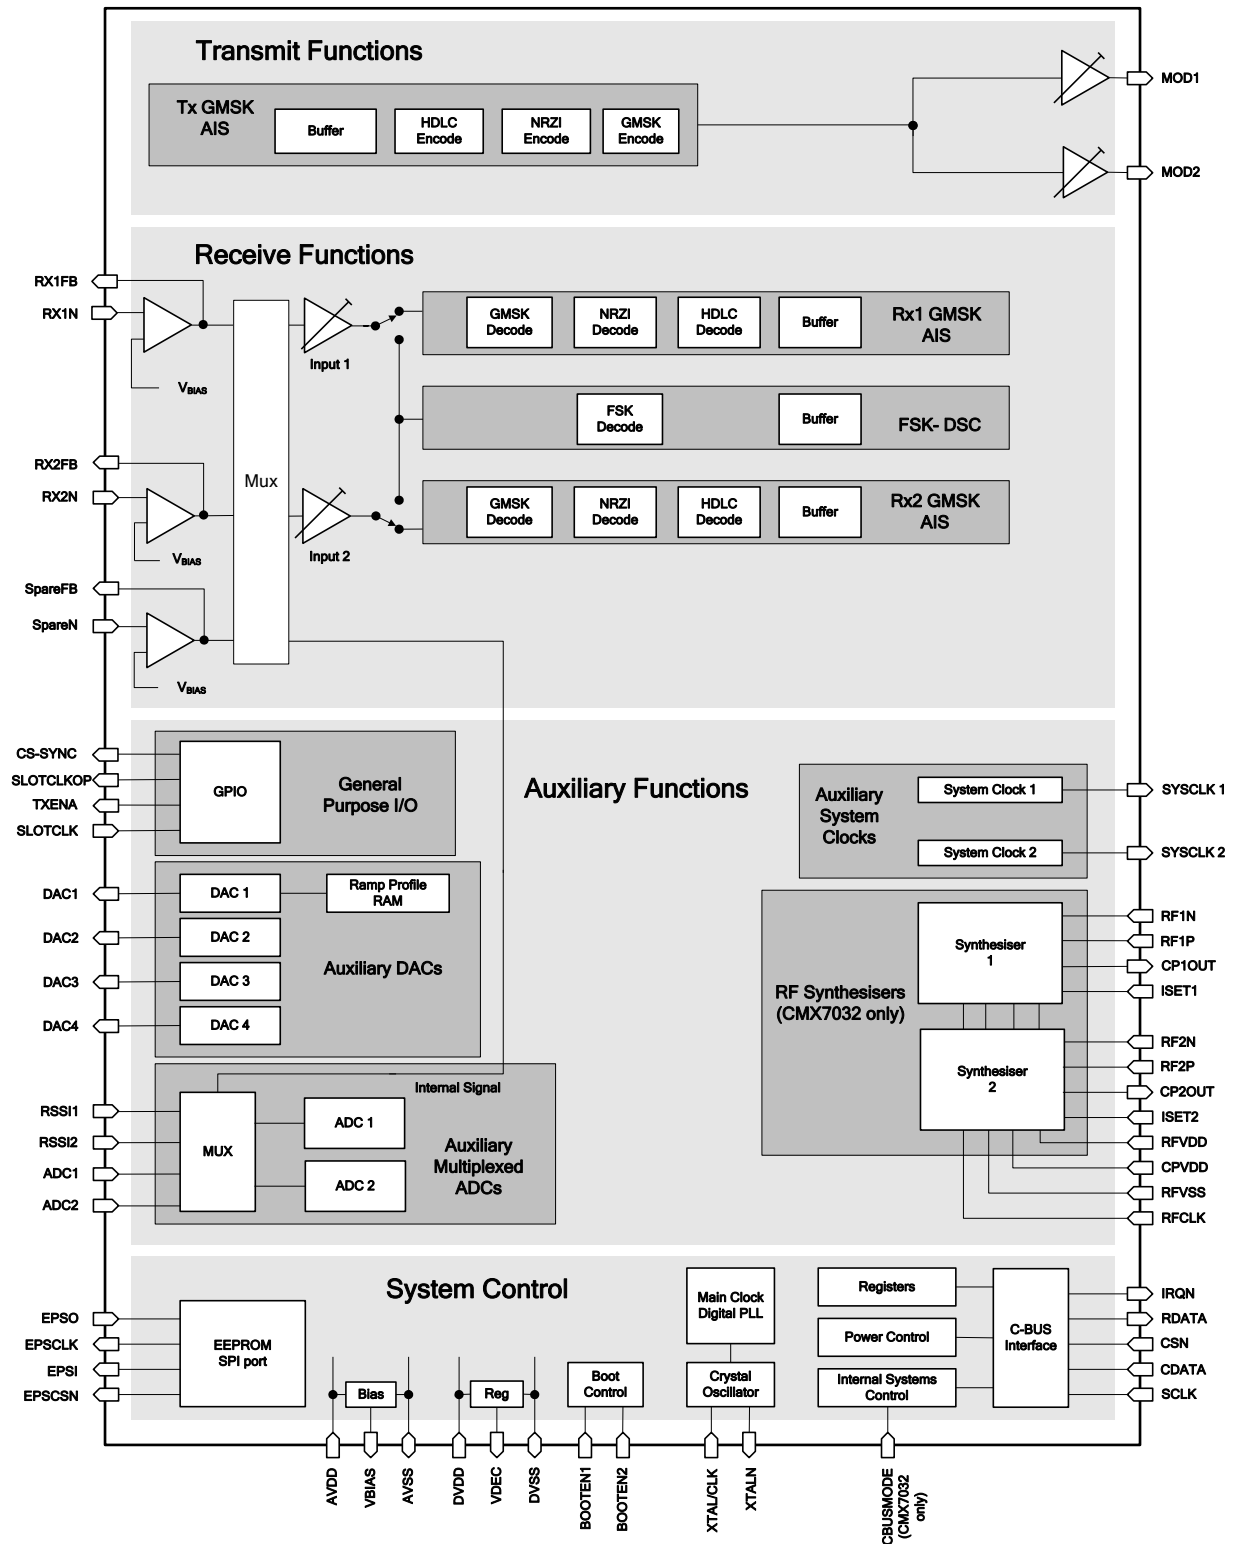 Transmit Functions
Tx GMSK
AIS
Buffer
HDLC
Encode
NRZI
Encode
GMSK
Encode
MOD1
MOD2
Receive Functions
RX1FB
RX1N
VBIAS
RX2FB
RX2N
VBIAS
SpareFB
SpareN
VBIAS
Mux
Input 1
Input 2
GMSK
Decode
NRZI
Decode
HDLC
Decode
Buffer
Rx1 GMSK
AIS
FSK
Decode
Buffer
FSK- DSC
GMSK
Decode
NRZI
Decode
HDLC
Decode
Buffer
Rx2 GMSK
AIS
Auxiliary Functions
CS-SYNC
SLOTCLKOP
TXENA
SLOTCLK
GPIO
General
Purpose I/O
DAC1
DAC2
DAC3
DAC4
DAC 1
DAC 2
DAC 3
DAC 4
Ramp Profile
RAM
Auxiliary DACs
Internal Signal
RSSI1
RSSI2
ADC1
ADC2
MUX
ADC 1
ADC 2
Auxiliary
Multiplexed
ADCs
Auxiliary
System
Clocks
System Clock 1
System Clock 2
SYSCLK 1
SYSCLK 2
RF Synthesisers
(CMX7032 only)
Synthesiser
1
Synthesiser
2
RF1N
RF1P
CP1OUT
ISET1
RF2N
RF2P
CP2OUT
ISET2
RFVDD
CPVDD
RFVSS
RFCLK
System Control
EPSO
EPSCLK
EPSI
EPSCSN
EEPROM
SPI port
Bias
Reg
Boot
Control
Main Clock
Digital PLL
Crystal
Oscillator
Registers
Power Control
Internal Systems
Control
C-BUS
Interface
IRQN
RDATA
CSN
CDATA
SCLK
AVDD
VBIAS
AVSS
DVDD
VDEC
DVSS
BOOTEN1
BOOTEN2
XTAL/CLK
XTALN
CBUSMODE
(CMX7032
only)